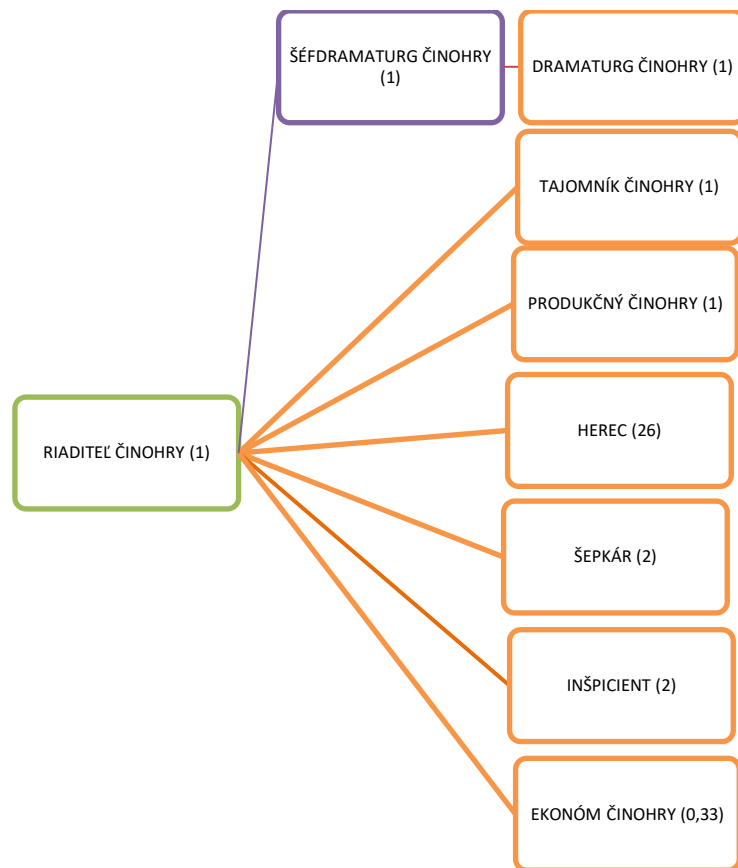 ŠÉFDRAMATURG ČINOHRY
(1)
DRAMATURG ČINOHRY (1)
TAJOMNÍK ČINOHRY (1)
PRODUKČNÝ ČINOHRY (1)
RIADITEĽ ČINOHRY (1)
HEREC (26)
ŠEPKÁR (2)
INŠPICIENT (2)
EKONÓM ČINOHRY (0,33)